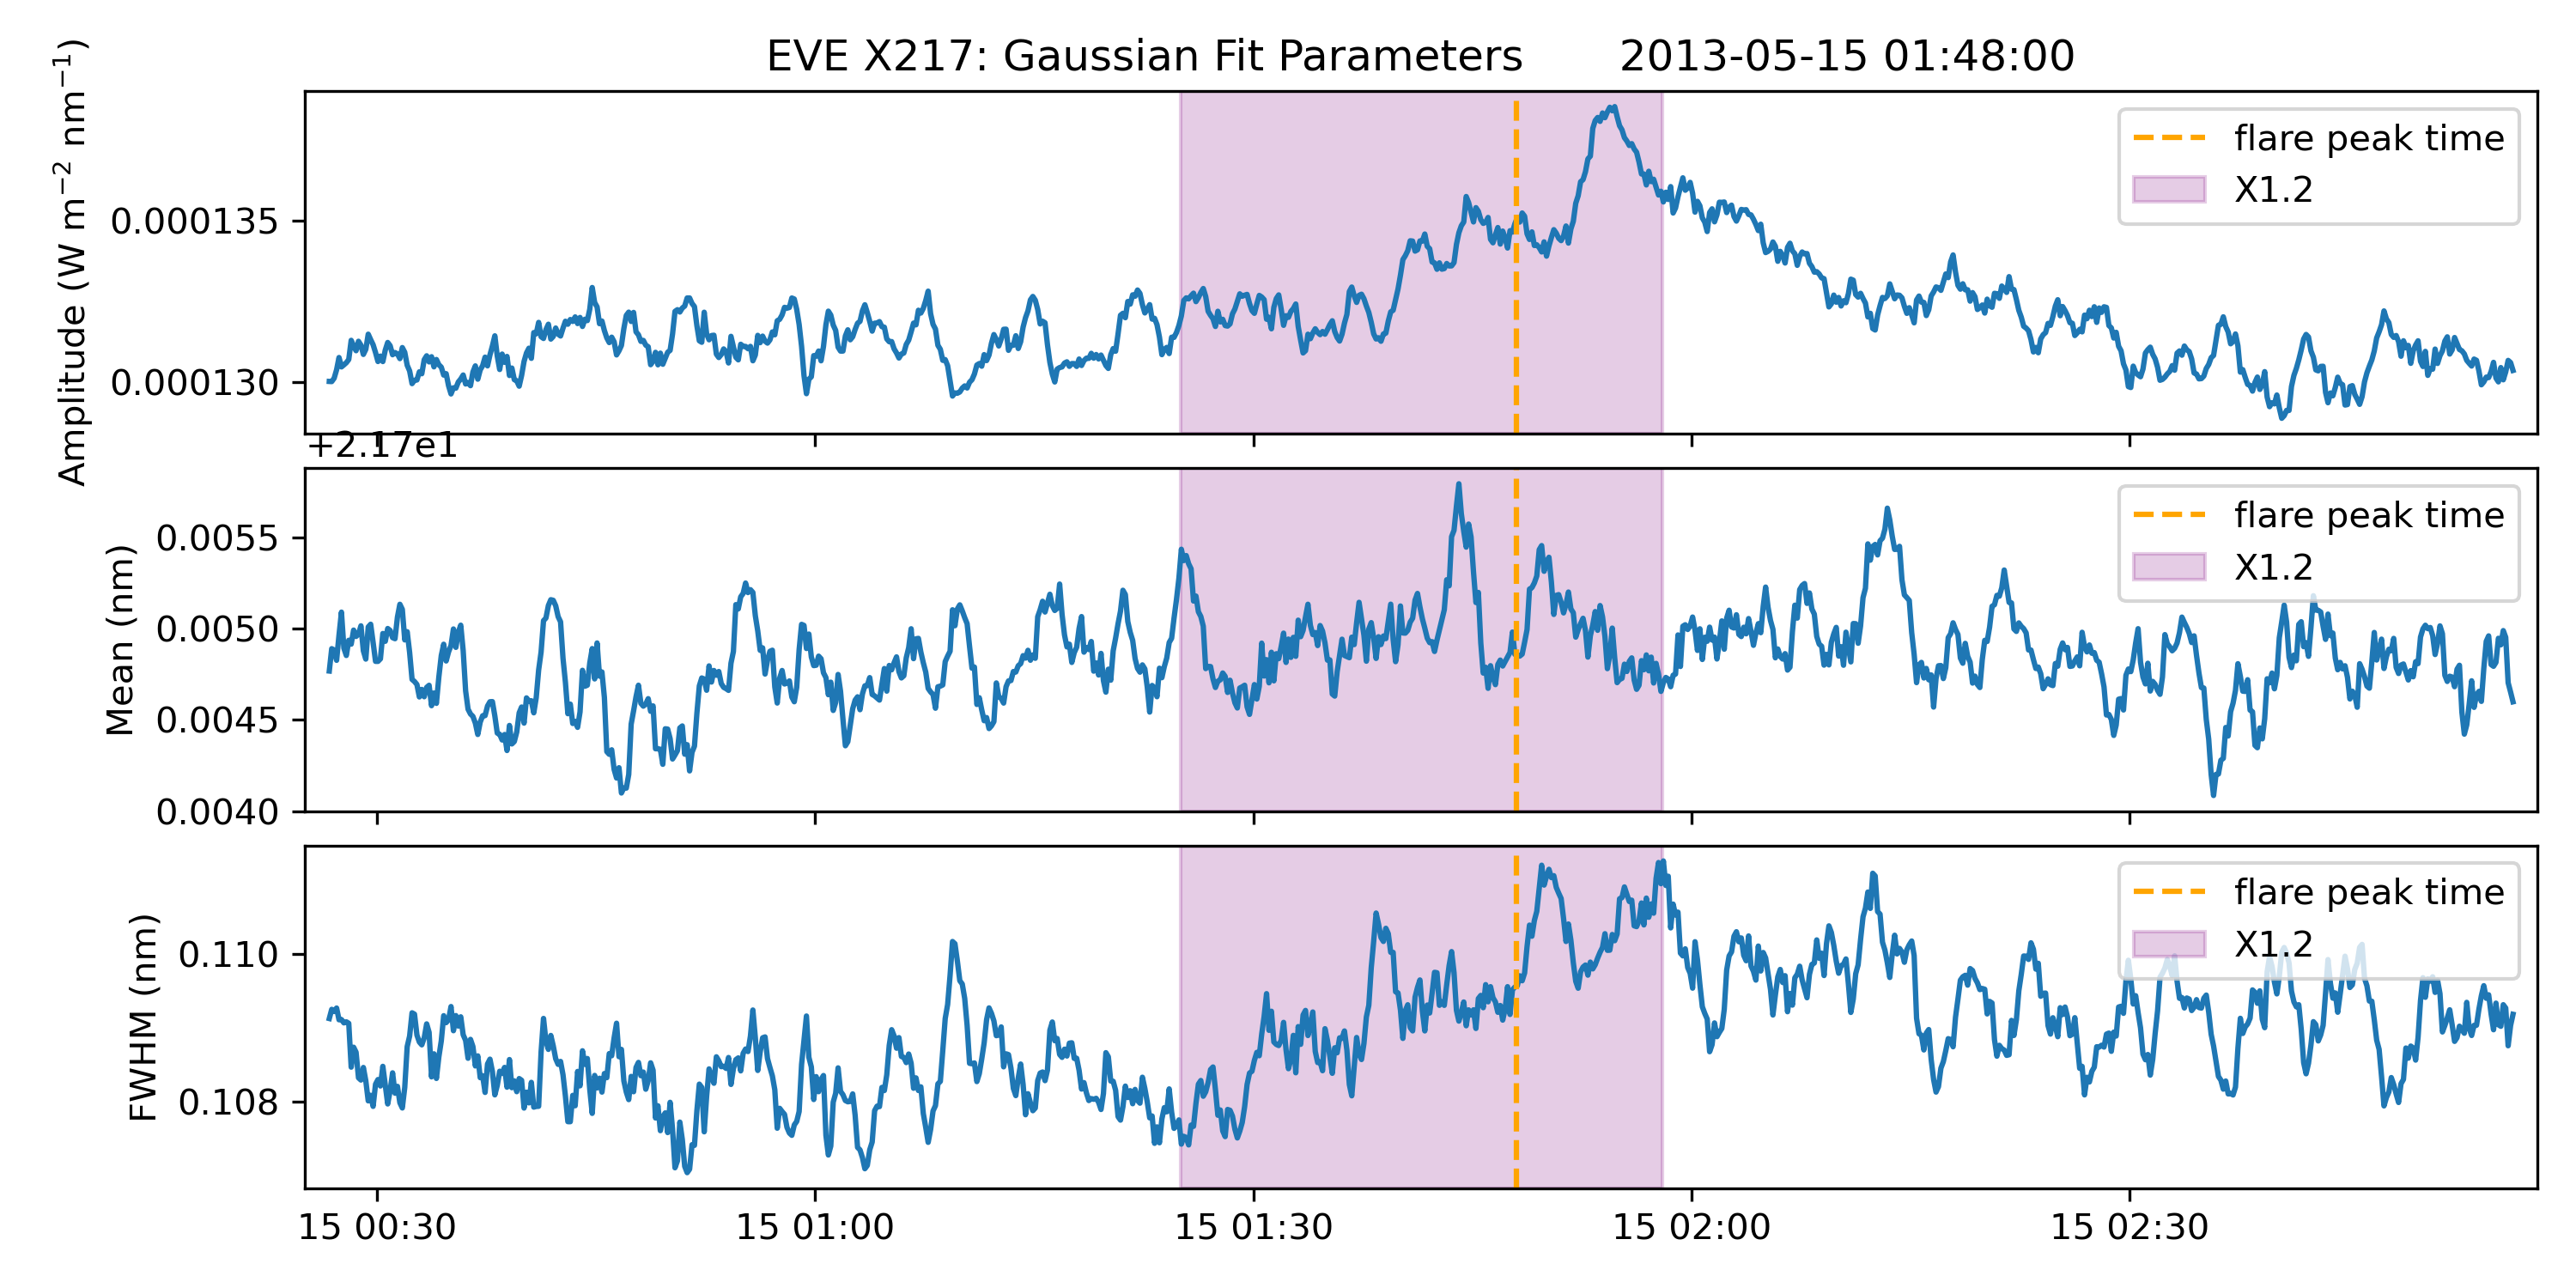 EVE X217: Gaussian Fit Parameters 2013-05-15 01:48:00
Amplitude (W m⁻² nm⁻¹)
0.000135
0.000130
flare peak time
X1.2
+2.17e1
Mean (nm)
0.0055
0.0050
0.0045
0.0040
flare peak time
X1.2
FWHM (nm)
0.110
0.108
flare peak time
X1.2
15 00:30 15 01:00 15 01:30 15 02:00 15 02:30